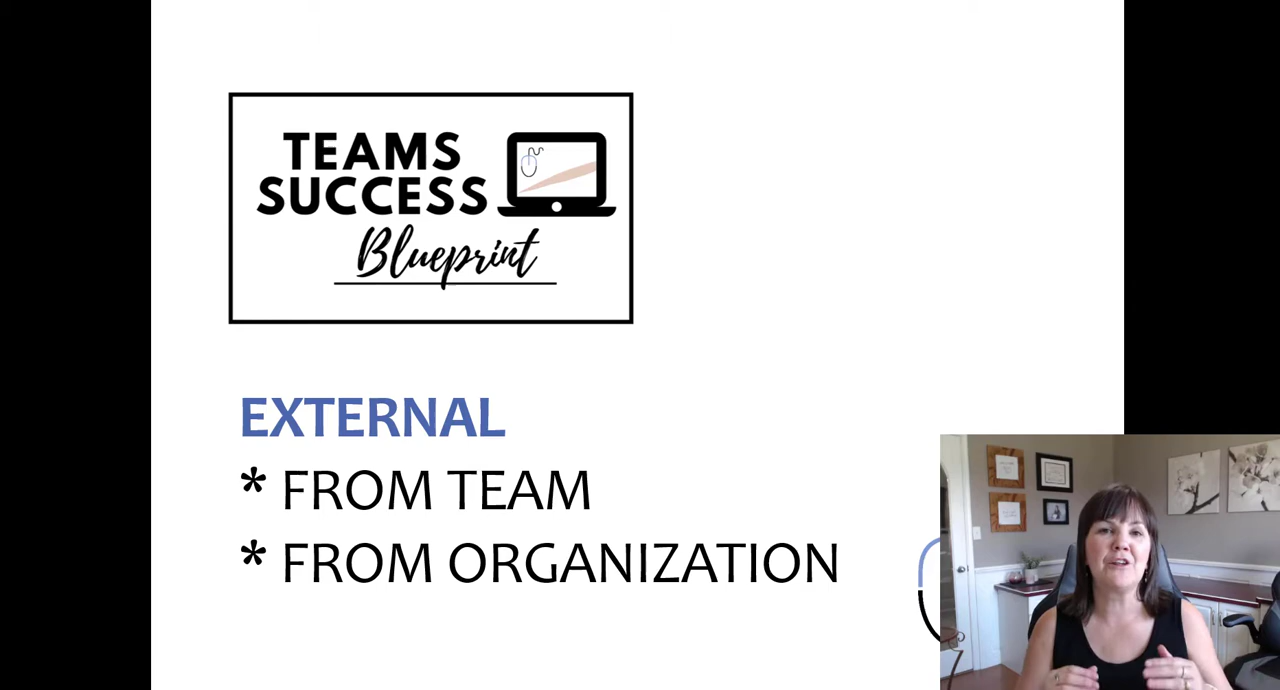 TEAMS
SUCCESS
Blueprint
EXTERNAL
* FROM TEAM
* FROM ORGANIZATION